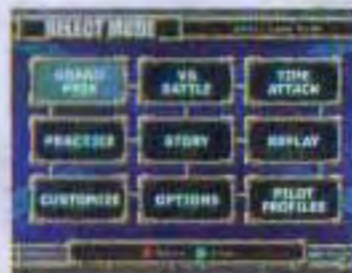 SELECT MODE
GRAND PRIX
VS BATTLE
TIME ATTACK
PRACTICE
STORY
REPLAY
CUSTOMIZE
OPTIONS
PILOT PROFILES